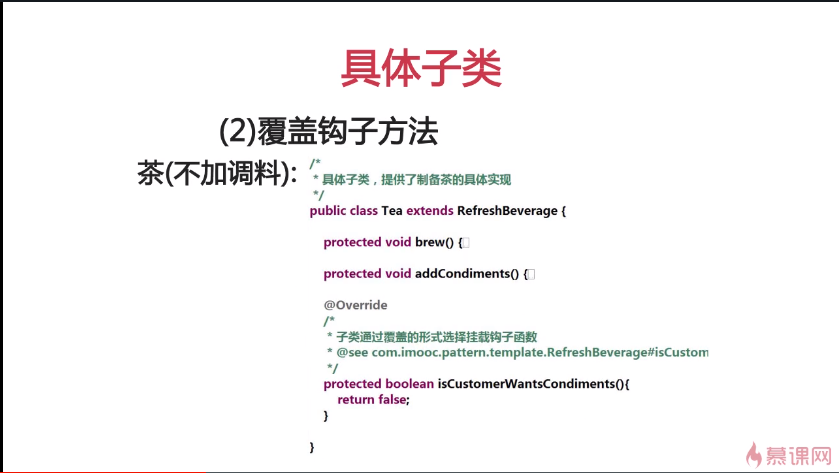 具体子类
(2)覆盖钩子方法
茶(不加调料):
/*
* 具体子类，提供了制备茶的具体实现
*/
public class Tea extends RefreshBeverage {
protected void brew() {
protected void addCondiments() {
@Override
/*
* 子类通过覆盖的形式选择挂载钩子函数
* @see com.imooc.pattern.template.RefreshBeverage#isCustom
*/
protected boolean isCustomerWantsCondiments(){
return false;
}
}
慕课网